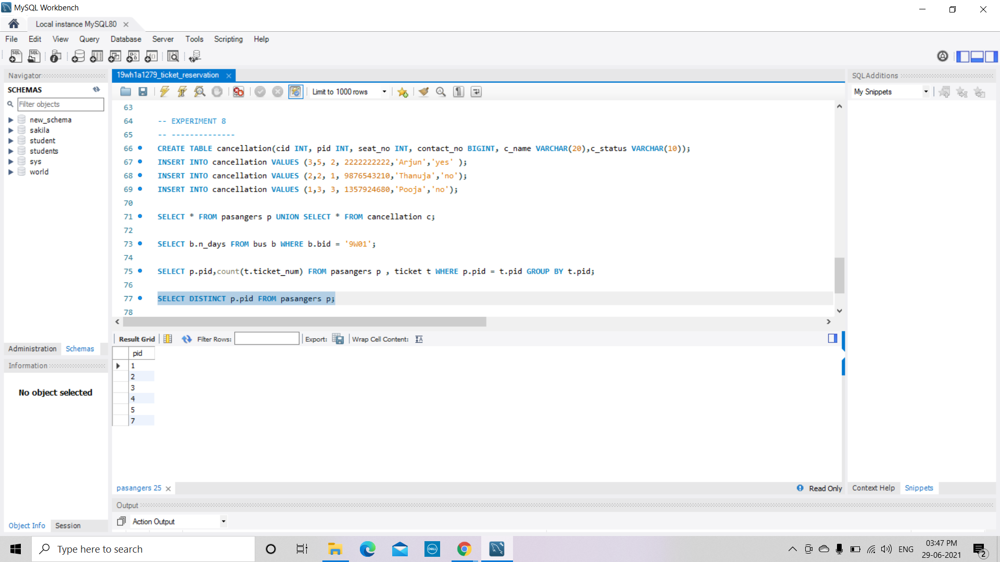 MySQL Workbench
Local instance MySQL80
File Edit View Query Database Server Tools Scripting Help
Navigator
SCHEMAS
Filter objects
new_schema
sakila
student
students
sys
world
Administration Schemas
Information
No object selected
Object Info Session
19wh1a1279_ticket_reservation
Limit to 1000 rows
63
64 -- EXPERIMENT 8
65 -- --------------
66 CREATE TABLE cancellation(cid INT, pid INT, seat_no INT, contact_no BIGINT, c_name VARCHAR(20),c_status VARCHAR(10));
67 INSERT INTO cancellation VALUES (3,5, 2, 2222222222,'Arjun','yes' );
68 INSERT INTO cancellation VALUES (2,2, 1, 9876543210,'Thanuja','no');
69 INSERT INTO cancellation VALUES (1,3, 3, 1357924680,'Pooja','no');
70
71 SELECT * FROM pasangers p UNION SELECT * FROM cancellation c;
72
73 SELECT b.n_days FROM bus b WHERE b.bid = '9W01';
74
75 SELECT p.pid,count(t.ticket_num) FROM pasangers p , ticket t WHERE p.pid = t.pid GROUP BY t.pid;
76
77 SELECT DISTINCT p.pid FROM pasangers p;
78
Result Grid Filter Rows: Export: Wrap Cell Content:
pid
1
2
3
4
5
7
pasangers 25 Read Only
Output
Action Output
SQLAdditions
My Snippets
Context Help Snippets
Type here to search
DELL
ENG
03:47 PM
29-06-2021
2